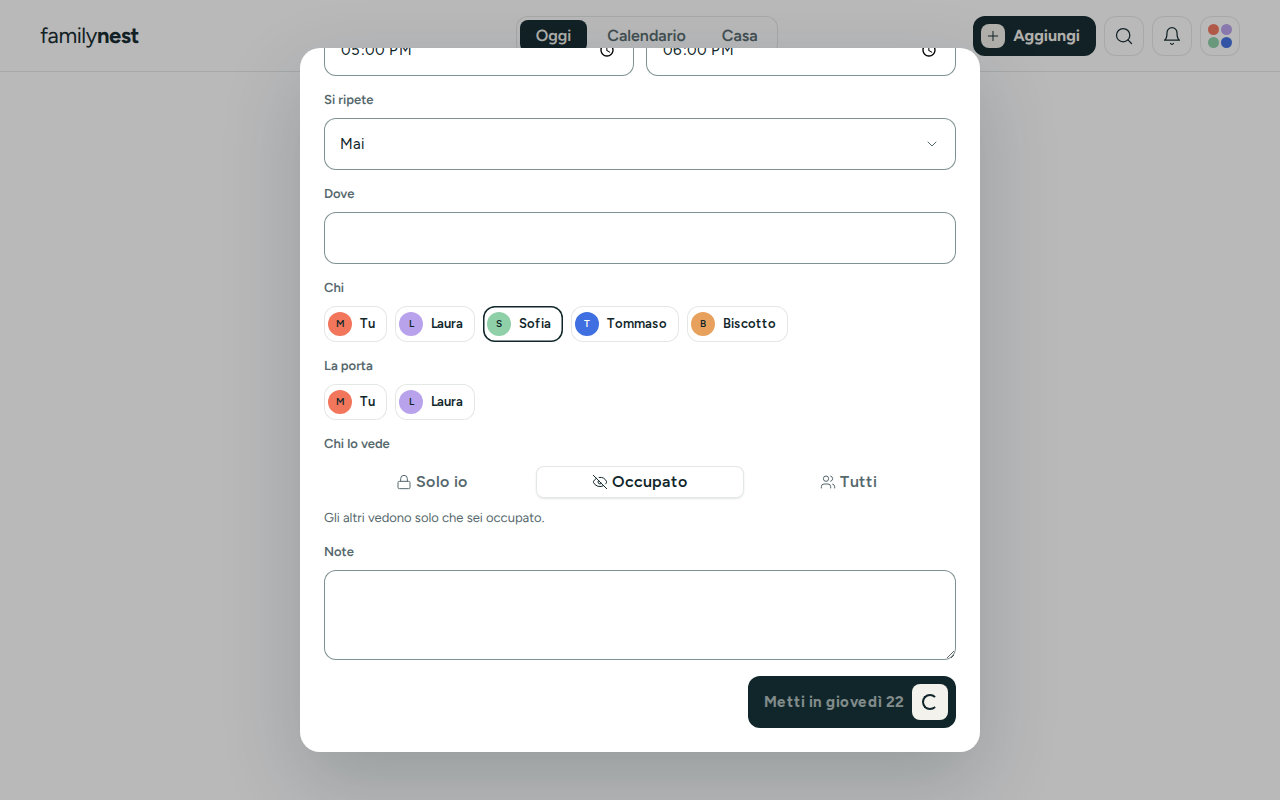 familynest
Oggi
Calendario
Casa
Aggiungi
05:00 PM
06:00 PM
Si ripete
Mai
Dove
Chi
M Tu
L Laura
S Sofia
T Tommaso
B Biscotto
La porta
M Tu
L Laura
Chi lo vede
Solo io
Occupato
Tutti
Gli altri vedono solo che sei occupato.
Note
Metti in giovedì 22